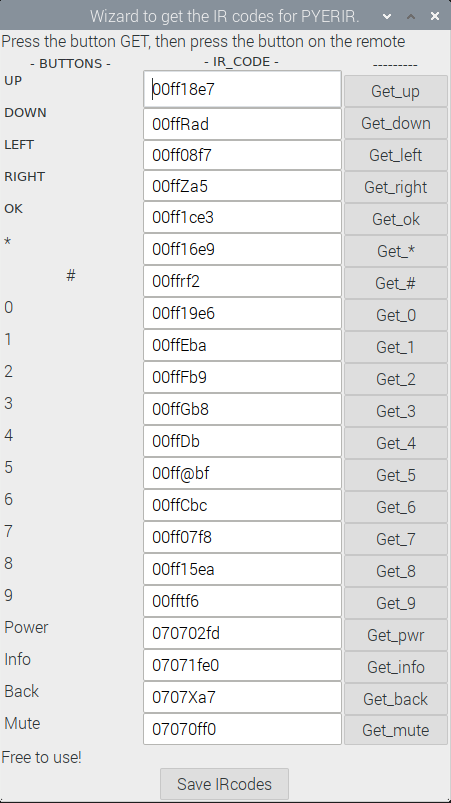 Wizard to get the IR codes for PYERIR.
Press the button GET, then press the button on the remote
- BUTTONS - - IR_CODE - ---------
UP 00ff18e7 Get_up
DOWN 00ffRad Get_down
LEFT 00ff08f7 Get_left
RIGHT 00ffZa5 Get_right
OK 00ff1ce3 Get_ok
* 00ff16e9 Get_*
# 00ffrf2 Get_#
0 00ff19e6 Get_0
1 00ffEba Get_1
2 00ffFb9 Get_2
3 00ffGb8 Get_3
4 00ffDb Get_4
5 00ff@bf Get_5
6 00ffCbc Get_6
7 00ff07f8 Get_7
8 00ff15ea Get_8
9 00fftf6 Get_9
Power 070702fd Get_pwr
Info 07071fe0 Get_info
Back 0707Xa7 Get_back
Mute 07070ff0 Get_mute
Free to use!
Save IRcodes